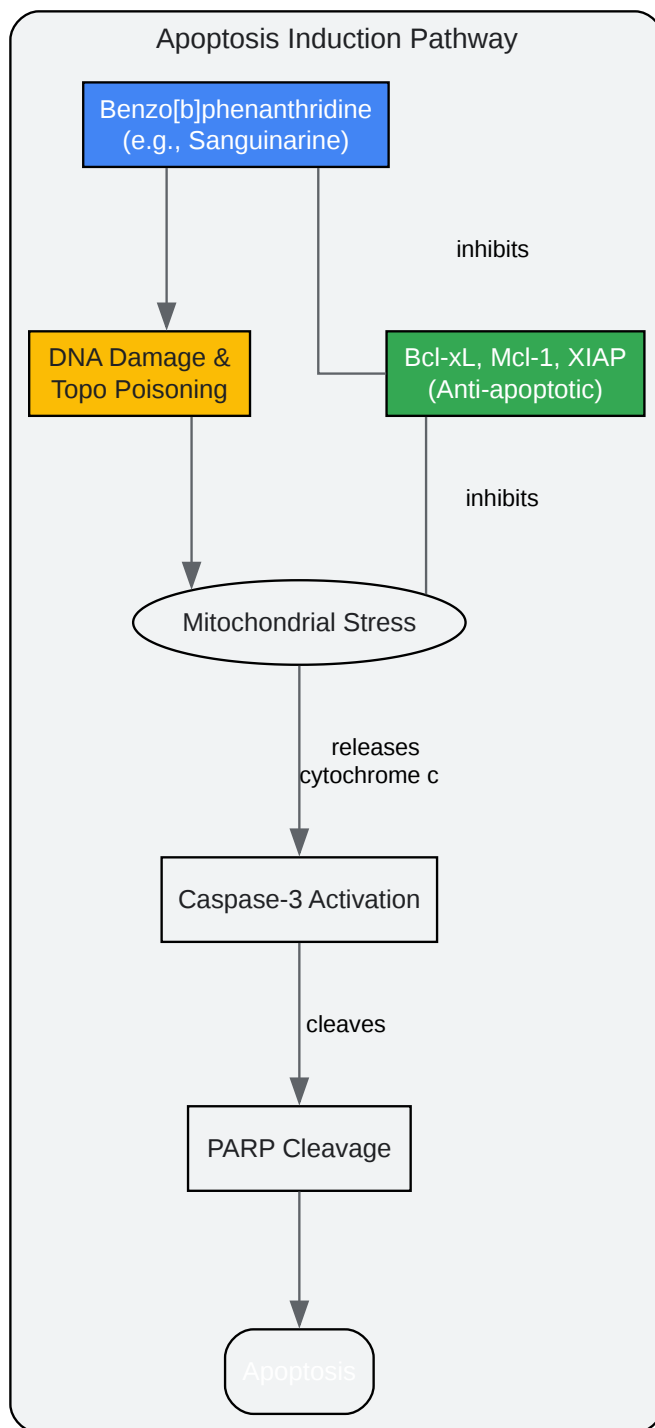 Apoptosis Induction Pathway
Benzo[b]phenanthridine
(e.g., Sanguinarine)
inhibits
DNA Damage &
Topo Poisoning
Bcl-xL, Mcl-1, XIAP
(Anti-apoptotic)
inhibits
Mitochondrial Stress
releases
cytochrome c
Caspase-3 Activation
cleaves
PARP Cleavage
Apoptosis